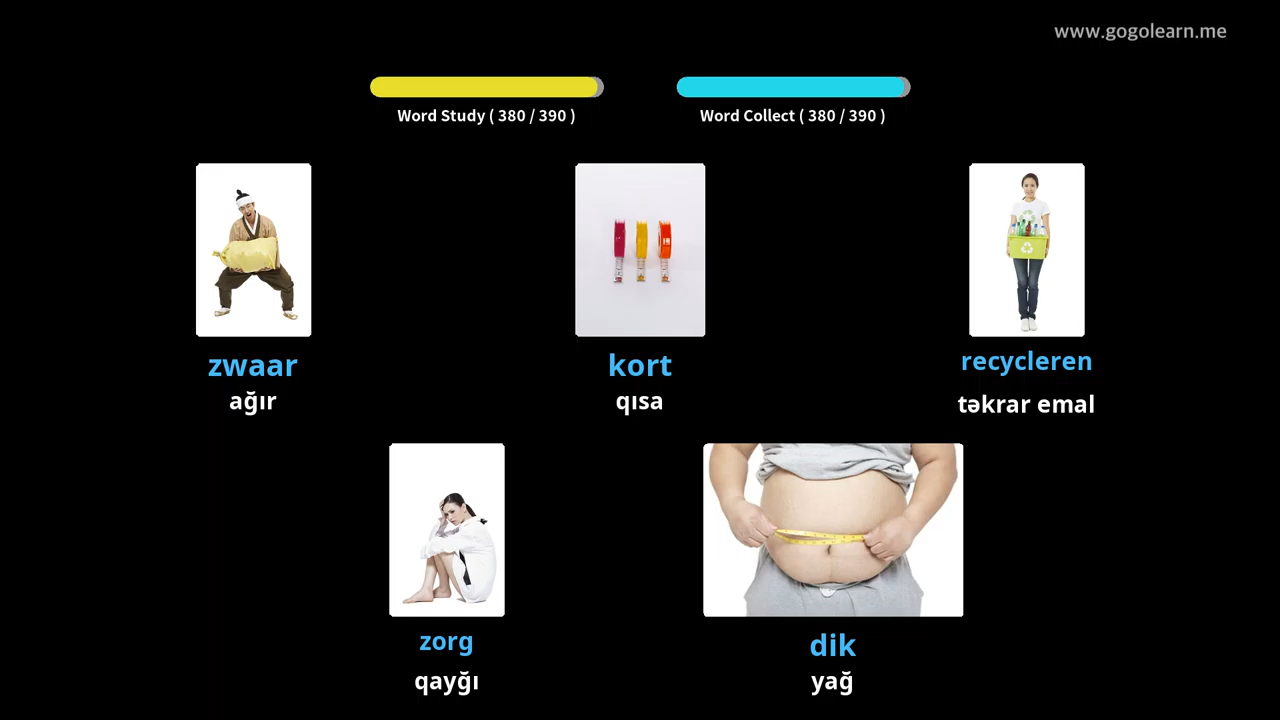 www.gogolearn.me
Word Study ( 380 / 390 )
Word Collect ( 380 / 390 )
zwaar
ağır
kort
qısa
recycleren
təkrar emal
zorg
qayğı
dik
yağ